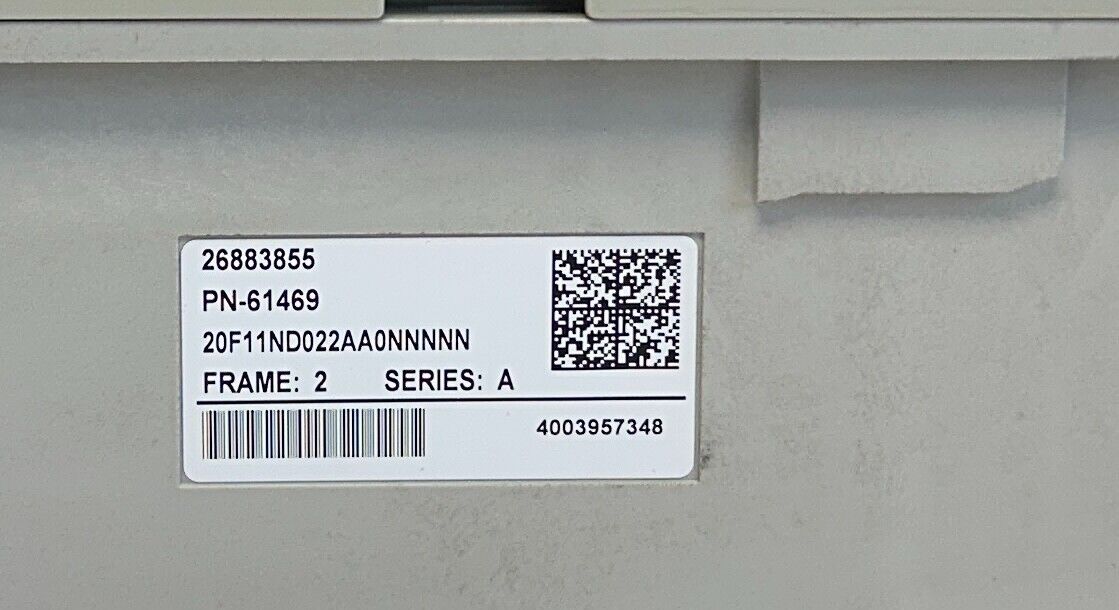 26883855
PN-61469
20F11ND022AA0NNNNN
FRAME: 2 SERIES: A
4003957348